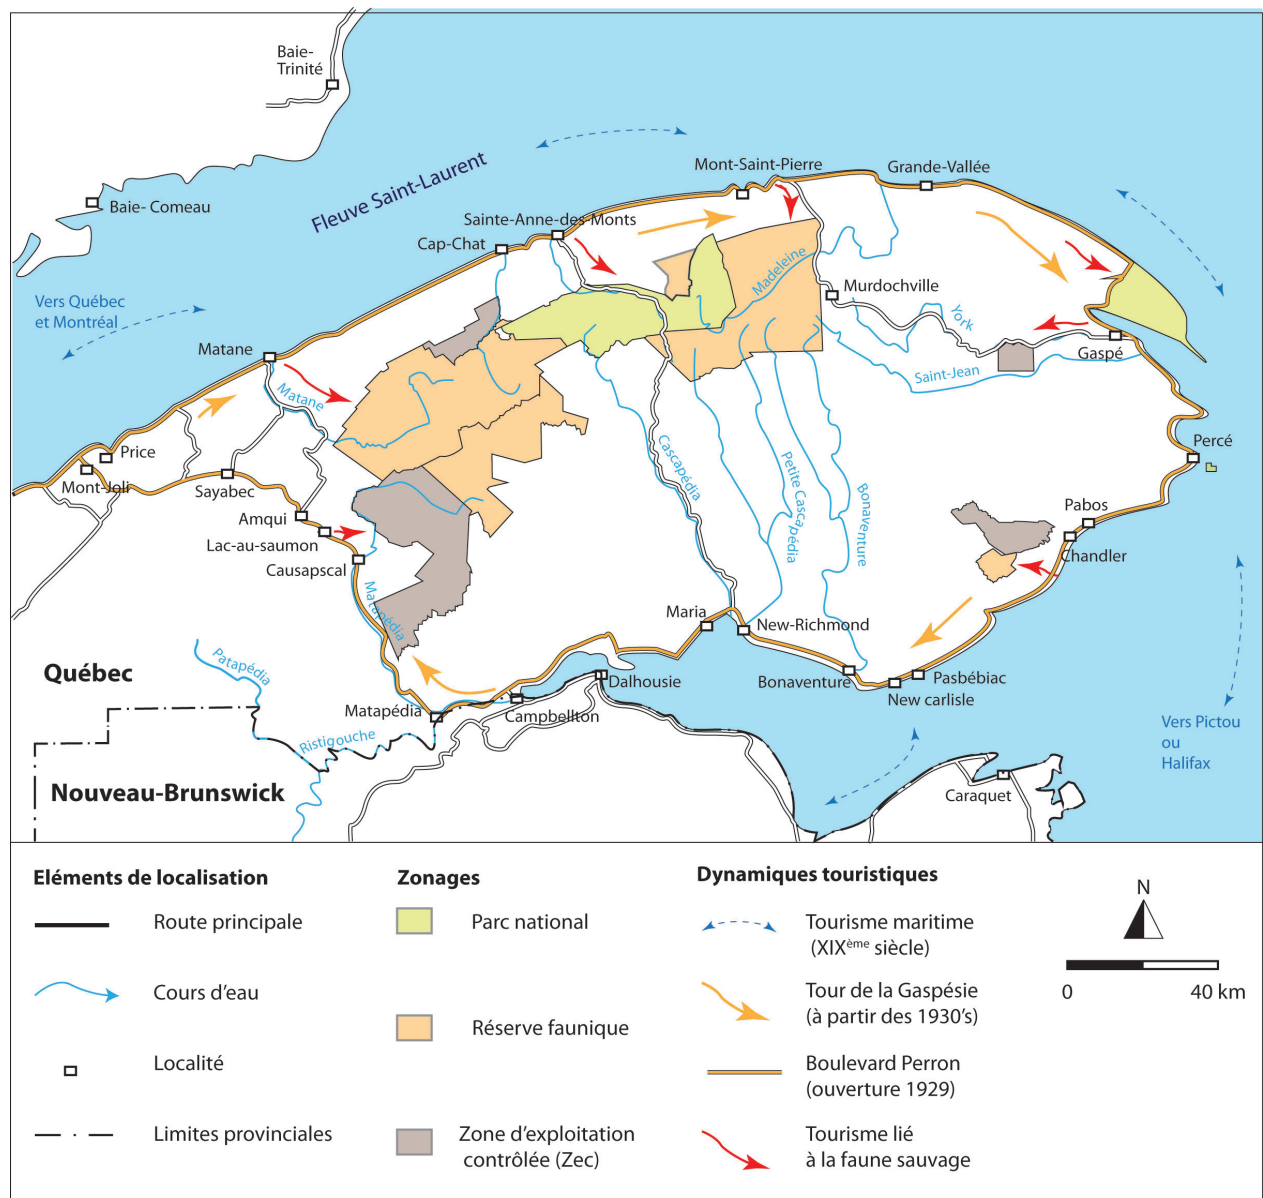 Baie-
Trinité
Baie- Comeau
Fleuve Saint-Laurent
Mont-Saint-Pierre
Grande-Vallée
Sainte-Anne-des-Monts
Cap-Chat
Vers Québec
et Montréal
Madeleine
Murdochville
York
Matane
Gaspé
Saint-Jean
Matane
Price
Mont-Joli
Sayabec
Cascapédia
Petite Cascapédia
Bonaventure
Percé
Amqui
Lac-au-saumon
Causapscal
Pabos
Chandler
Matapédia
Maria
New-Richmond
Patapédia
Québec
Dalhousie
Bonaventure
Pasbébiac
New carlisle
Matapédia
Campbellton
Ristigouche
Vers Pictou
ou
Halifax
Nouveau-Brunswick
Caraquet
Eléments de localisation
Route principale
Cours d'eau
Localité
Limites provinciales
Zonages
Parc national
Réserve faunique
Zone d'exploitation
contrôlée (Zec)
Dynamiques touristiques
Tourisme maritime
(XIXème siècle)
Tour de la Gaspésie
(à partir des 1930's)
Boulevard Perron
(ouverture 1929)
Tourisme lié
à la faune sauvage
N
0 40 km